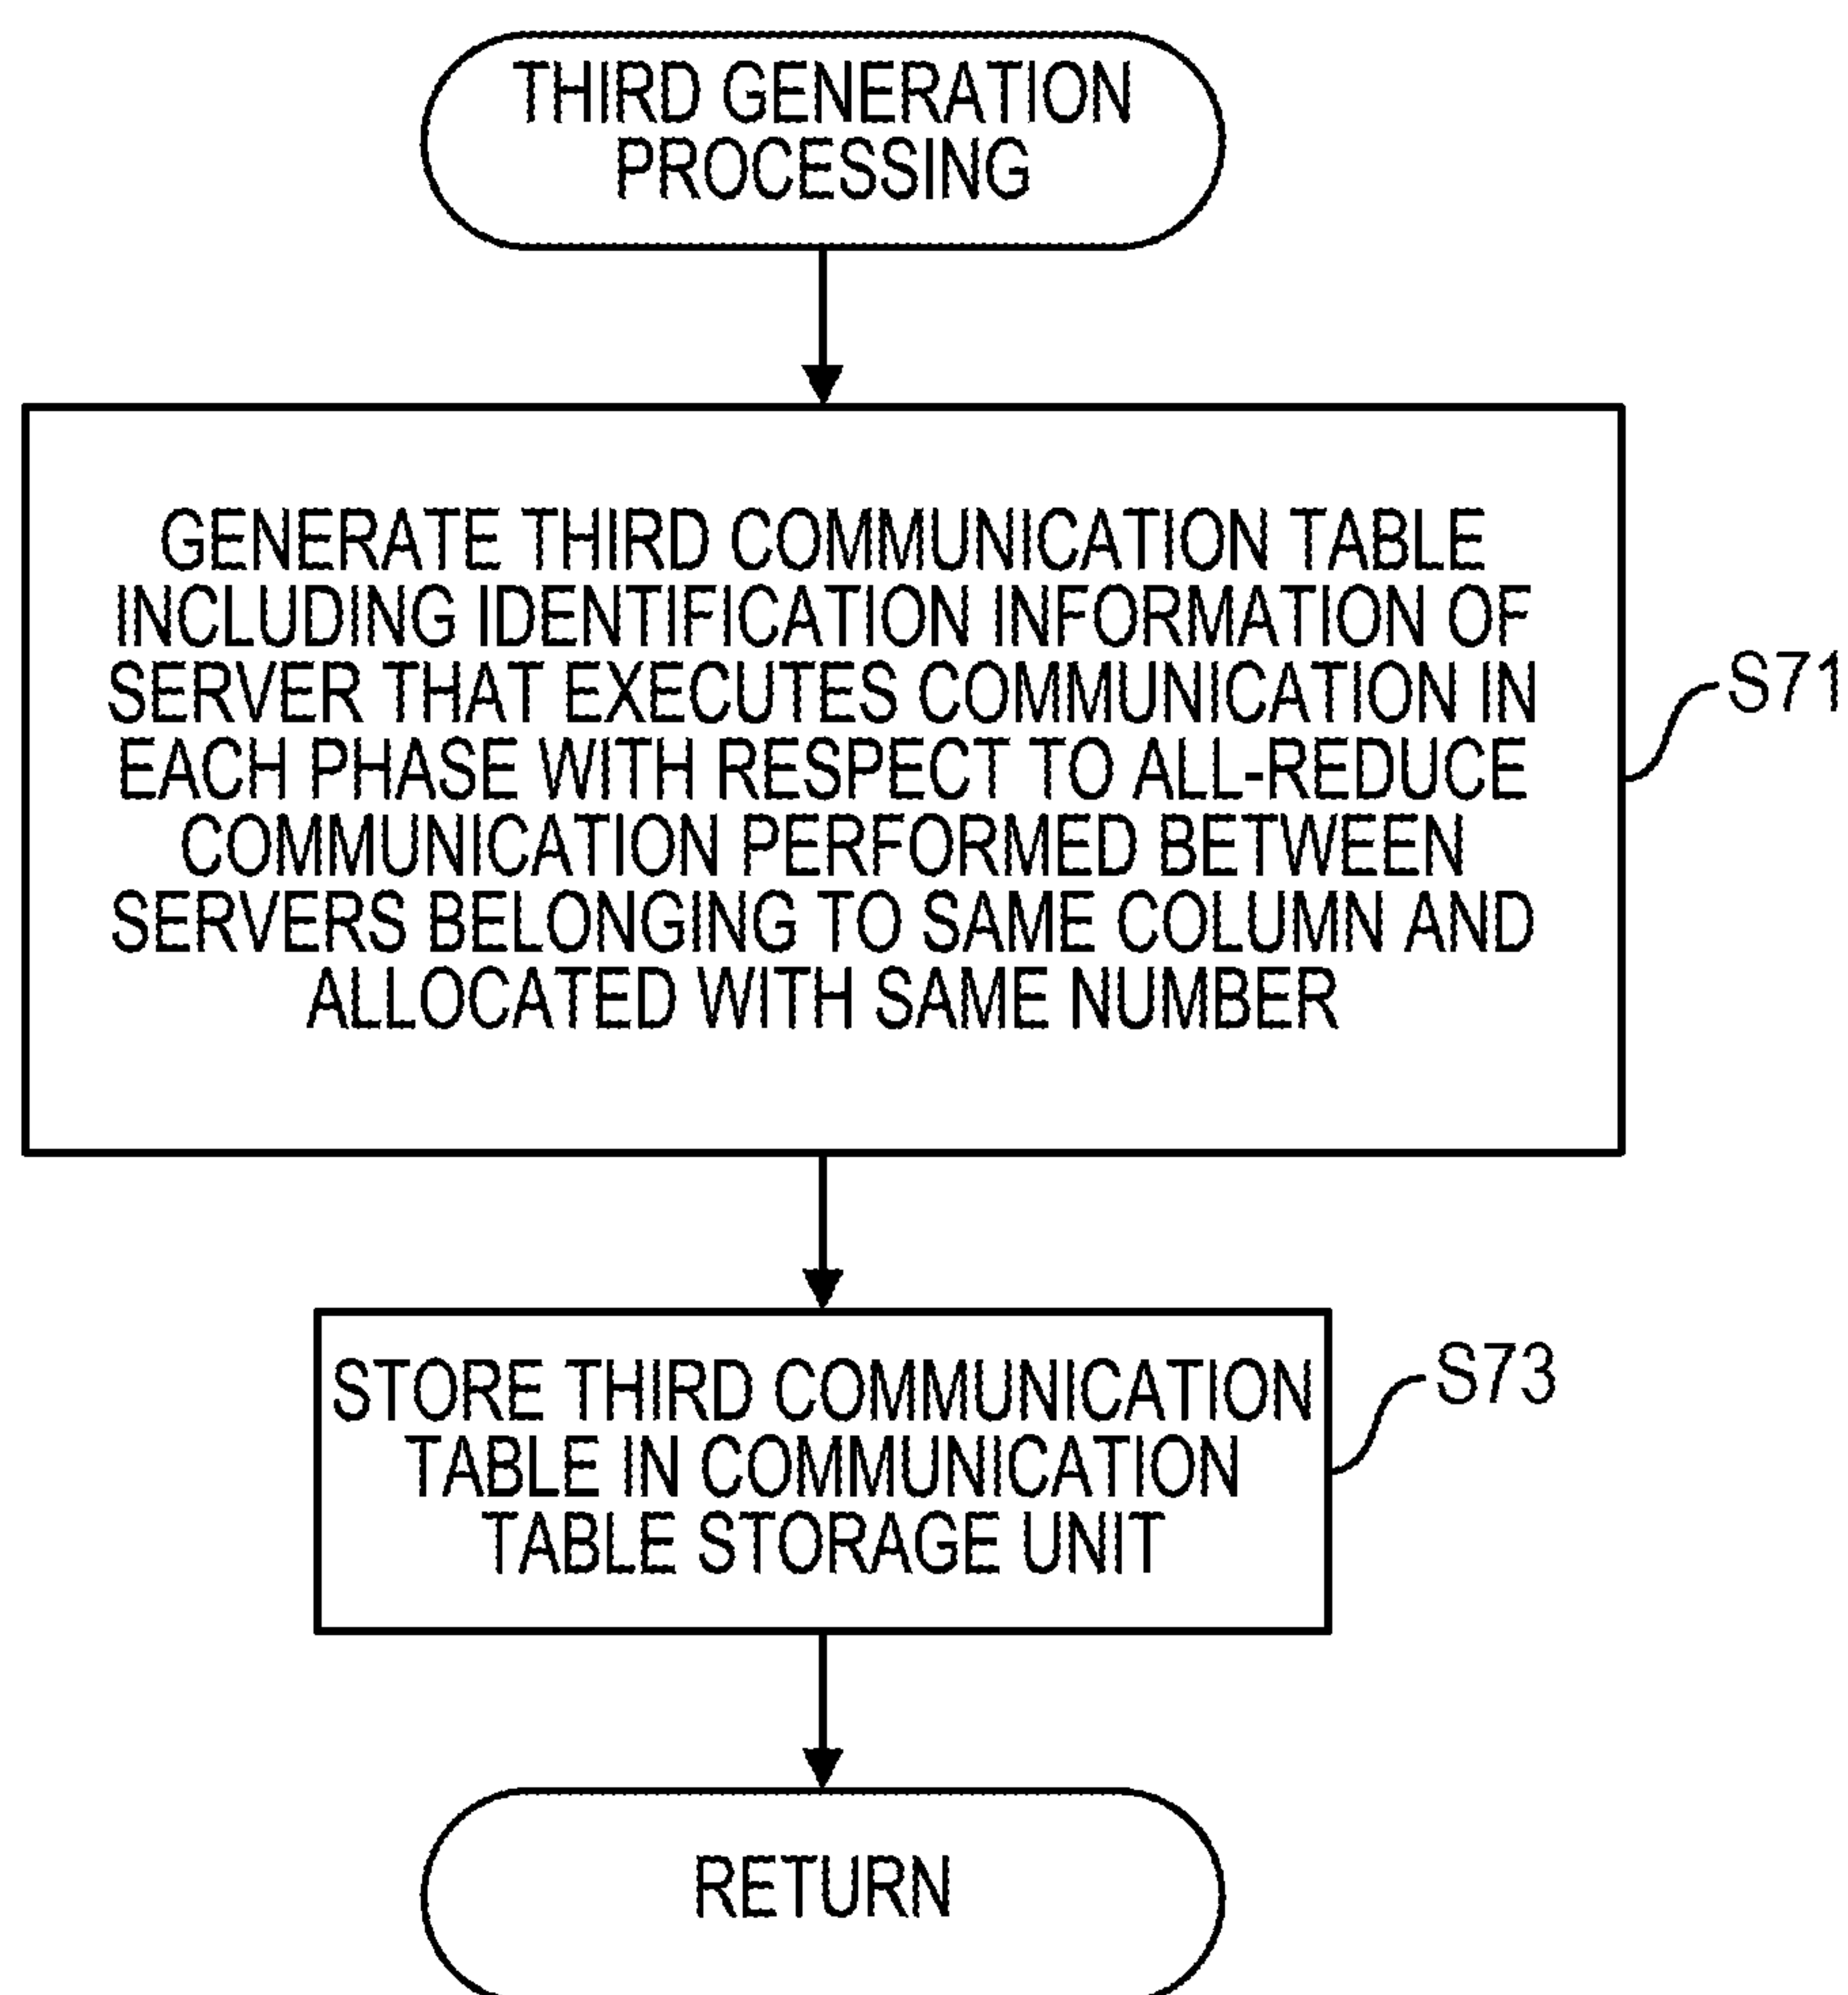 THIRD GENERATION
PROCESSING
GENERATE THIRD COMMUNICATION TABLE
INCLUDING IDENTIFICATION INFORMATION OF
SERVER THAT EXECUTES COMMUNICATION IN
EACH PHASE WITH RESPECT TO ALL-REDUCE
COMMUNICATION PERFORMED BETWEEN
SERVERS BELONGING TO SAME COLUMN AND
ALLOCATED WITH SAME NUMBER
S71
STORE THIRD COMMUNICATION
TABLE IN COMMUNICATION
TABLE STORAGE UNIT
S73
RETURN